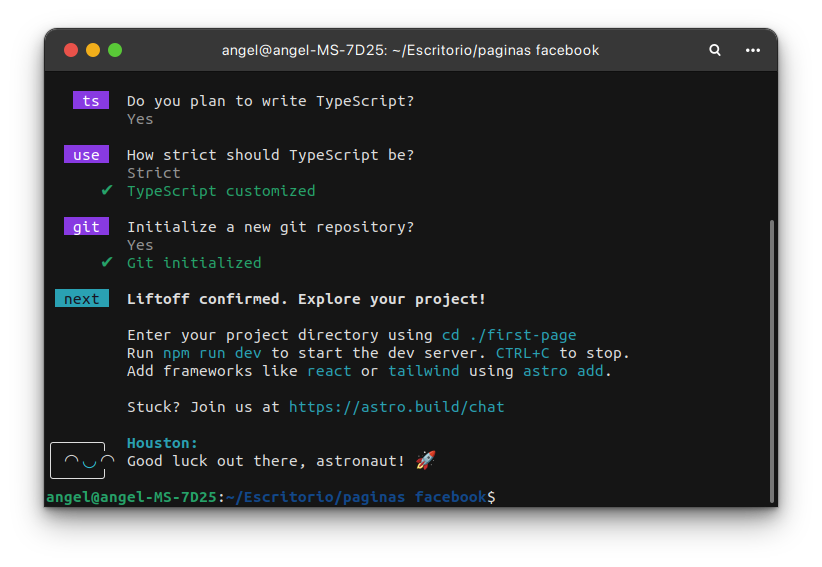 angel@angel-MS-7D25: ~/Escritorio/paginas facebook
ts Do you plan to write TypeScript?
Yes
use How strict should TypeScript be?
Strict
✔ TypeScript customized
git Initialize a new git repository?
Yes
✔ Git initialized
next Liftoff confirmed. Explore your project!
Enter your project directory using cd ./first-page
Run npm run dev to start the dev server. CTRL+C to stop.
Add frameworks like react or tailwind using astro add.
Stuck? Join us at https://astro.build/chat
Houston:
Good luck out there, astronaut! 🚀
angel@angel-MS-7D25:~/Escritorio/paginas facebook$